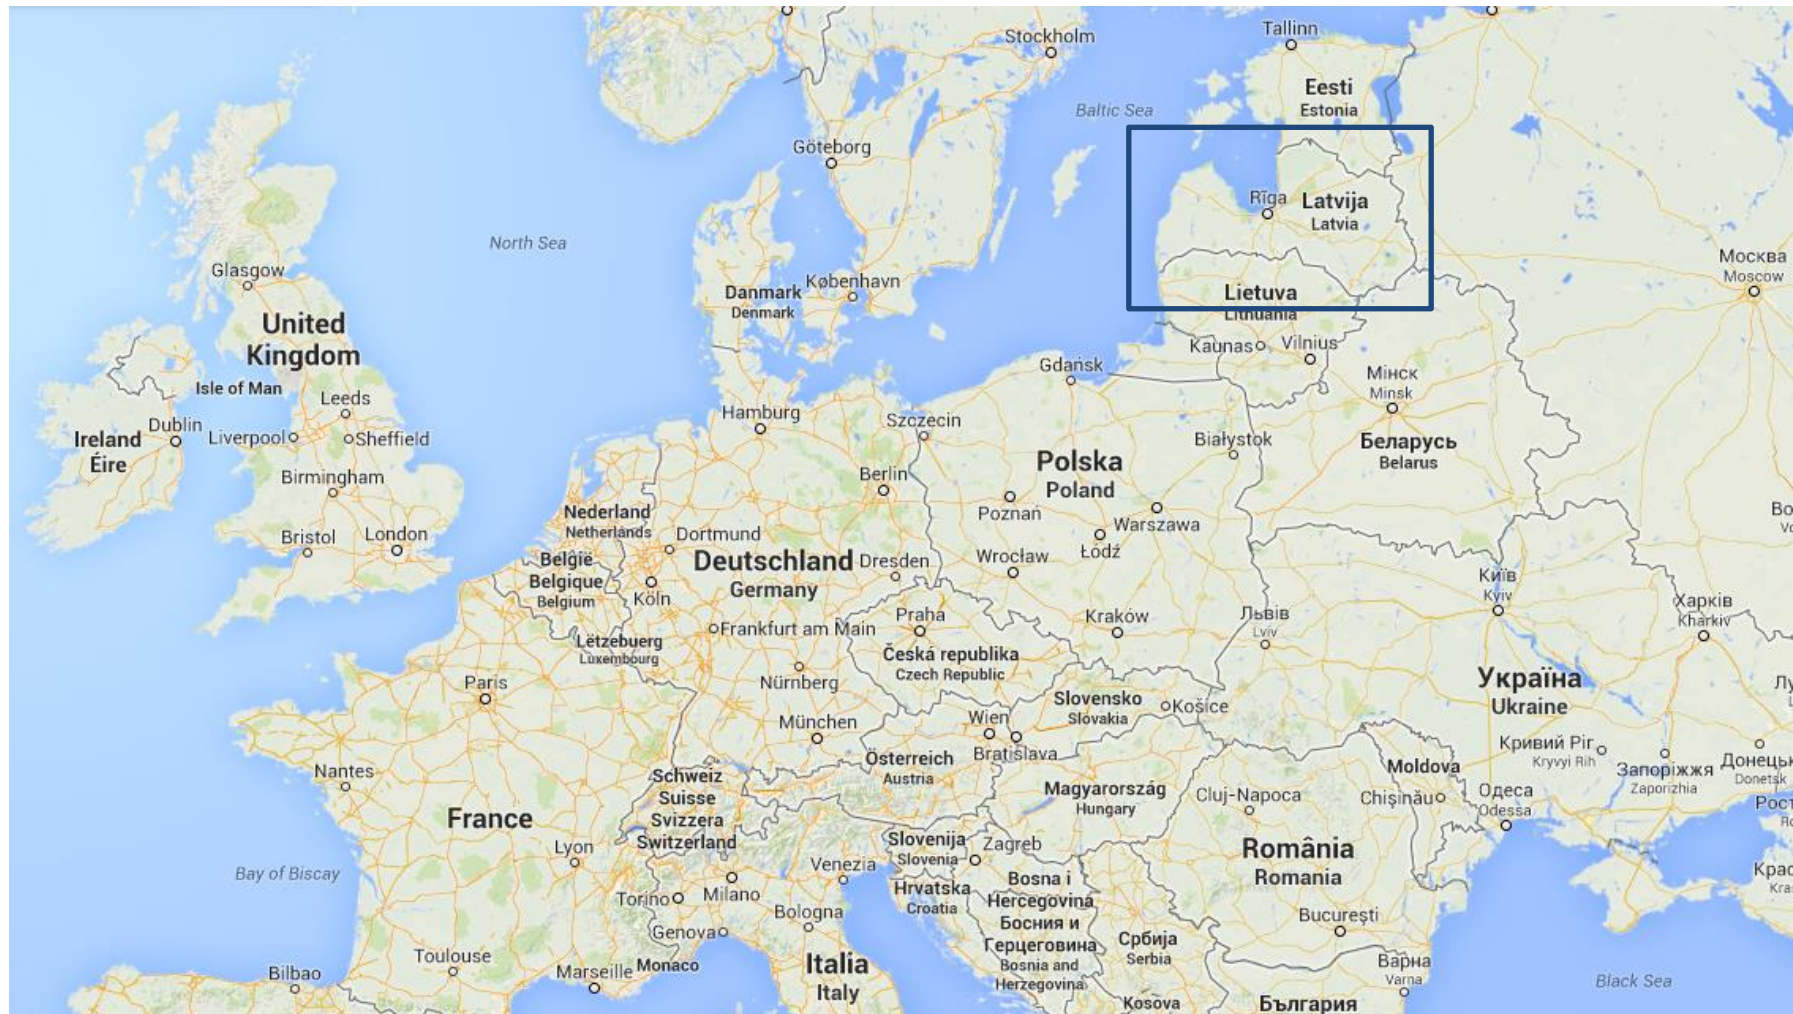 Stockholm
Tallinn
Eesti
Estonia
Baltic Sea
Göteborg
Rīga
Latvija
Latvia
North Sea
Glasgow
Москва
Moscow
København
Danmark
Denmark
Lietuva
Lithuania
United
Kingdom
Kaunas
Vilnius
Gdańsk
Мінск
Minsk
Isle of Man
Leeds
Hamburg
Szczecin
Dublin
Liverpool
Sheffield
Ireland
Éire
Białystok
Беларусь
Belarus
Polska
Poland
Birmingham
Berlin
Poznań
Warszawa
Nederland
Netherlands
Bristol
London
Dortmund
Łódź
België
Belgique
Belgium
Deutschland
Germany
Dresden
Wrocław
Köln
Київ
Kyiv
Харків
Kharkiv
Praha
Kraków
Львів
Lviv
Frankfurt am Main
Lëtzebuerg
Luxembourg
Česká republika
Czech Republic
Paris
Nürnberg
Slovensko
Slovakia
Košice
Україна
Ukraine
München
Wien
Bratislava
Österreich
Austria
Кривий Ріг
Kryvyi Rih
Запоріжжя
Zaporizhia
Донецьк
Donetsk
Nantes
Schweiz
Suisse
Svizzera
Switzerland
Magyarország
Hungary
Cluj-Napoca
Moldova
Chișinău
Одеса
Odessa
France
Slovenija
Slovenia
Zagreb
România
Romania
Lyon
Venezia
Bay of Biscay
Torino
Milano
Hrvatska
Croatia
Bosna i
Hercegovina
Босния и
Герцеговина
Bosnia and
Herzegovina
Bologna
București
Genova
Србија
Serbia
Toulouse
Marseille
Monaco
Italia
Italy
Bilbao
Варна
Varna
Black Sea
Kosova
България